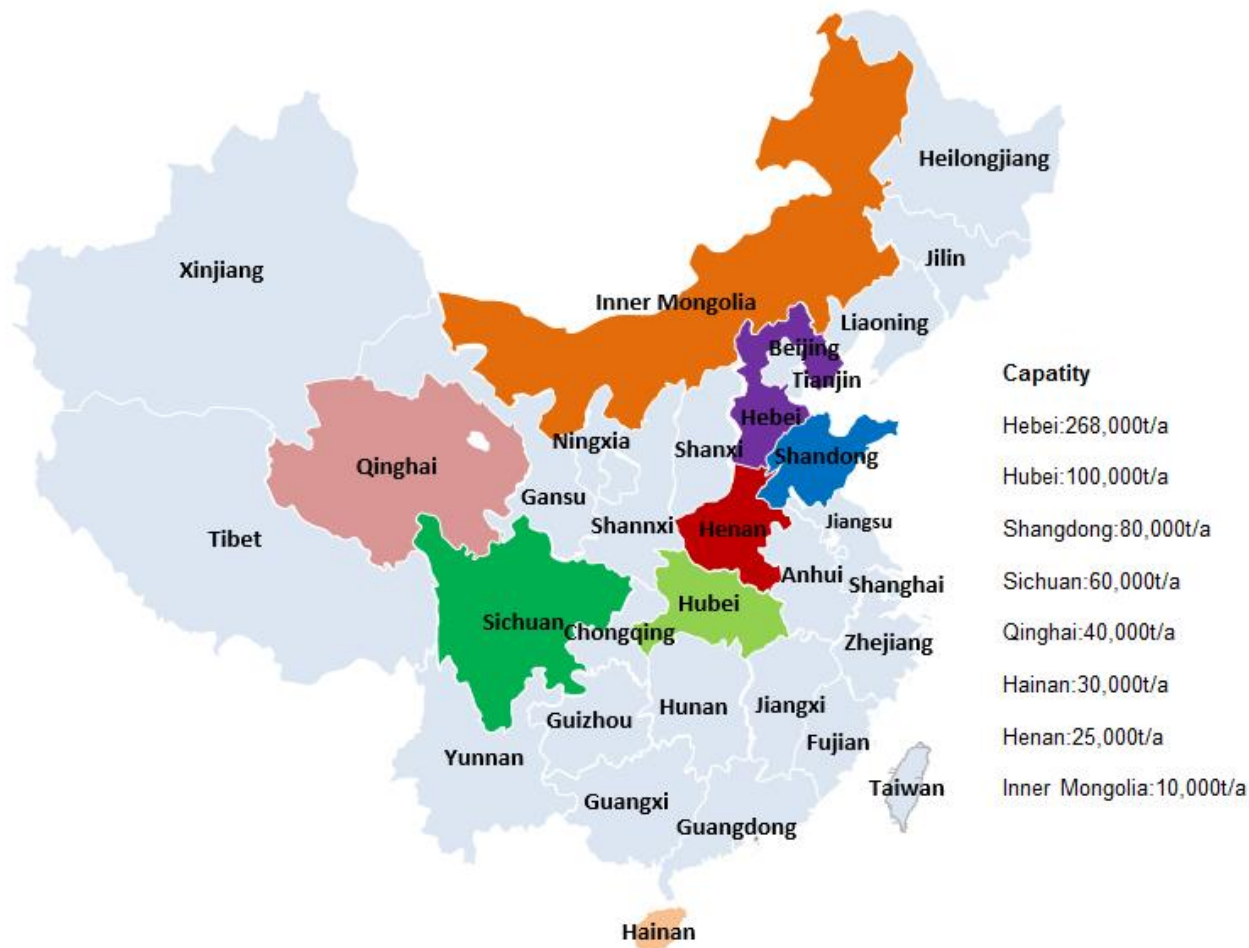 Heilongjiang
Jilin
Xinjiang
Inner Mongolia
Liaoning
Beijing
Tianjin
Hebei
Ningxia
Shanxi
Shandong
Qinghai
Gansu
Jiangsu
Shannxi
Henan
Tibet
Anhui
Shanghai
Hubei
Sichuan
Chongqing
Zhejiang
Hunan
Jiangxi
Guizhou
Fujian
Yunnan
Taiwan
Guangxi
Guangdong
Hainan
Capatity
Hebei:268,000t/a
Hubei:100,000t/a
Shangdong:80,000t/a
Sichuan:60,000t/a
Qinghai:40,000t/a
Hainan:30,000t/a
Henan:25,000t/a
Inner Mongolia:10,000t/a